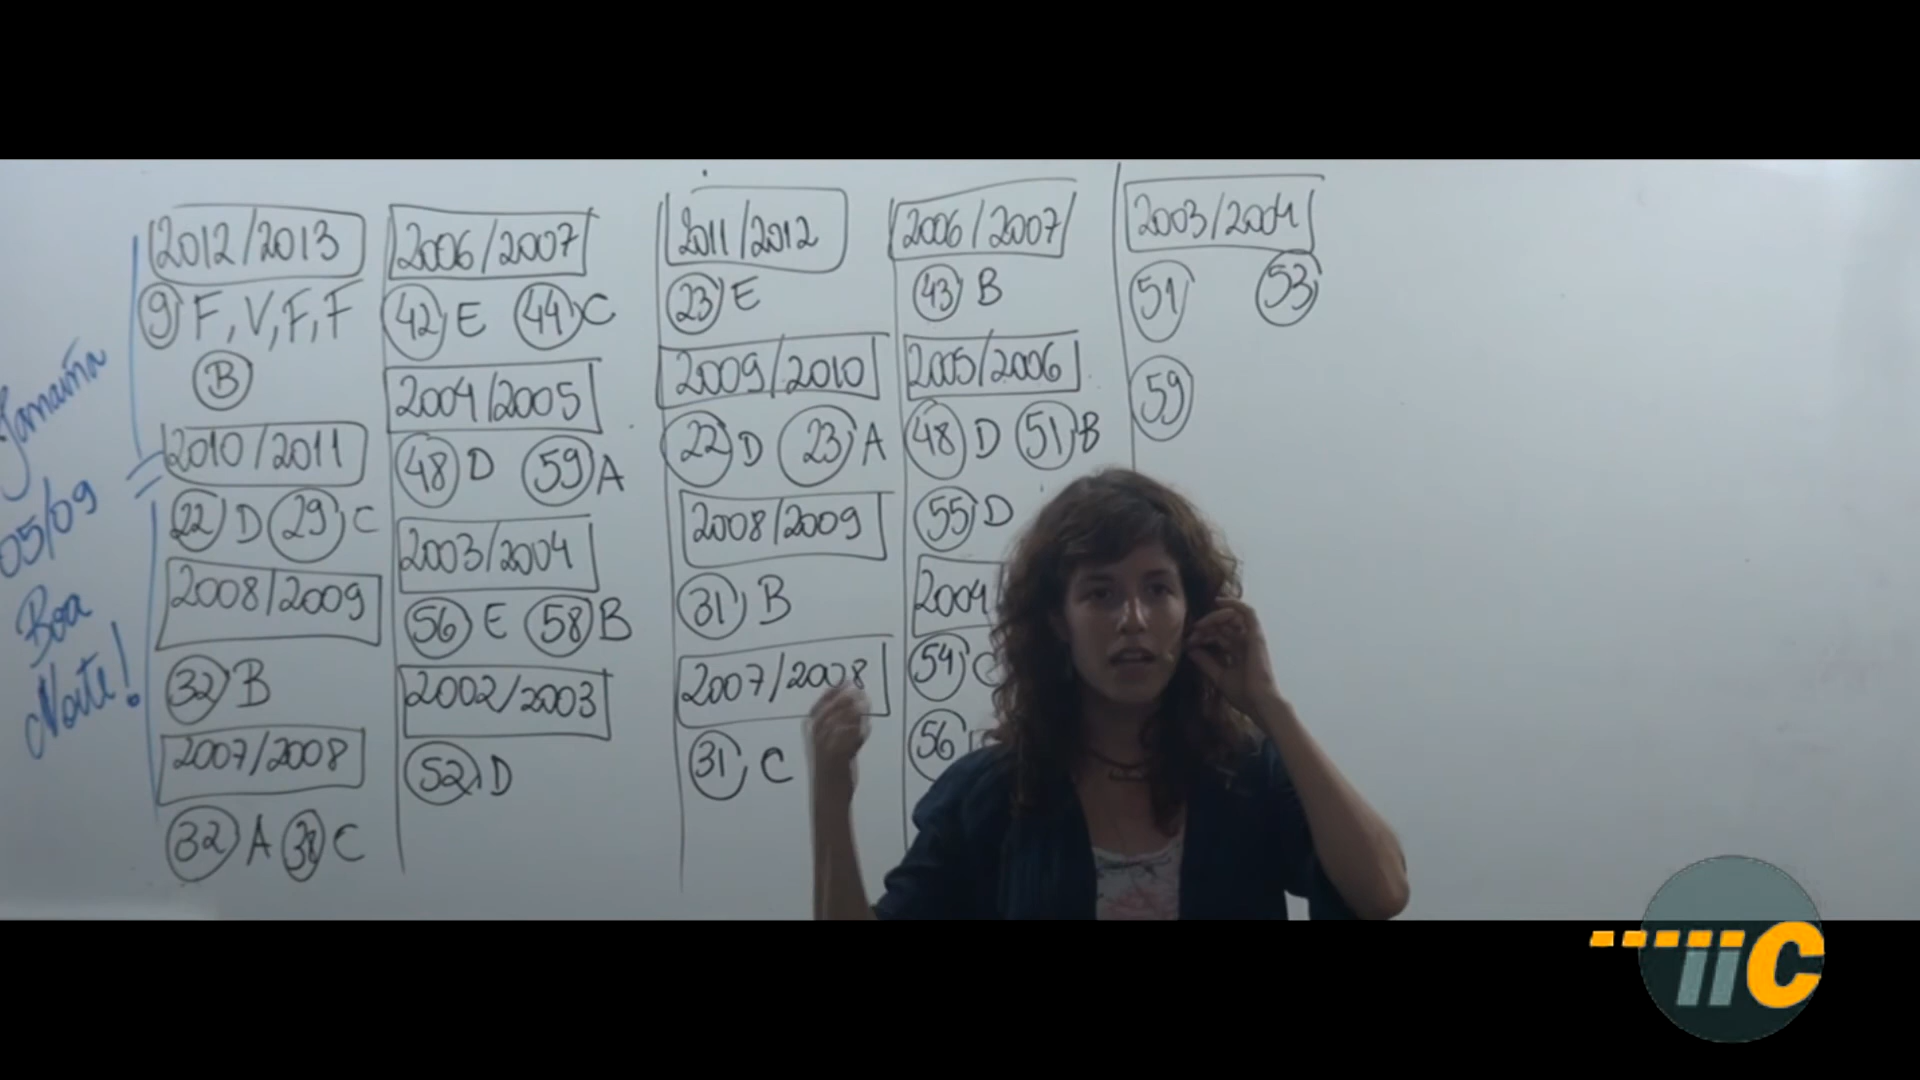 Janaína
05/09
Boa
Noite!
2012/2013
9 F, V, F, F
B
2010/2011
22 D 29 C
2008/2009
32 B
2007/2008
32 A 38 C
2006/2007
42 E 44 C
2004/2005
48 D 59 A
2003/2004
56 E 58 B
2002/2003
52 D
2011/2012
23 E
2009/2010
22 D 23 A
2008/2009
31 B
2007/2008
31 C
2006/2007
43 B
2005/2006
48 D 51 B
55 D
2004
54 C
56
2003/2004
51 53
59
iiC